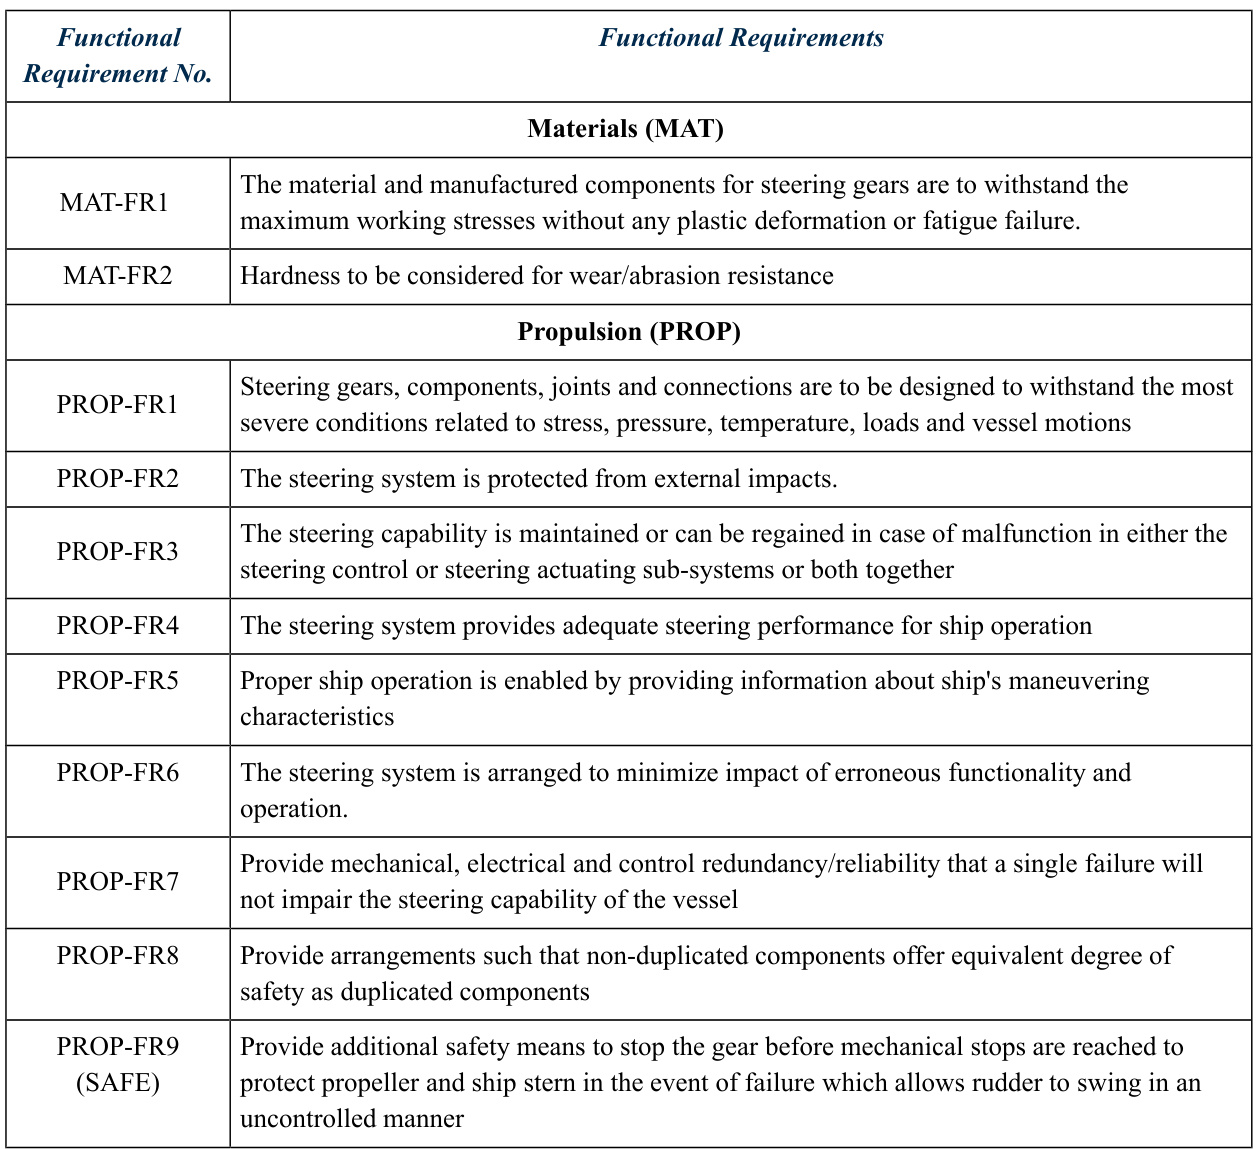 Functional
Requirement No.
Functional Requirements
Materials (MAT)
MAT-FR1
The material and manufactured components for steering gears are to withstand the
maximum working stresses without any plastic deformation or fatigue failure.
MAT-FR2
Hardness to be considered for wear/abrasion resistance
Propulsion (PROP)
PROP-FR1
Steering gears, components, joints and connections are to be designed to withstand the most
severe conditions related to stress, pressure, temperature, loads and vessel motions
PROP-FR2
The steering system is protected from external impacts.
PROP-FR3
The steering capability is maintained or can be regained in case of malfunction in either the
steering control or steering actuating sub-systems or both together
PROP-FR4
The steering system provides adequate steering performance for ship operation
PROP-FR5
Proper ship operation is enabled by providing information about ship's maneuvering
characteristics
PROP-FR6
The steering system is arranged to minimize impact of erroneous functionality and
operation.
PROP-FR7
Provide mechanical, electrical and control redundancy/reliability that a single failure will
not impair the steering capability of the vessel
PROP-FR8
Provide arrangements such that non-duplicated components offer equivalent degree of
safety as duplicated components
PROP-FR9
(SAFE)
Provide additional safety means to stop the gear before mechanical stops are reached to
protect propeller and ship stern in the event of failure which allows rudder to swing in an
uncontrolled manner